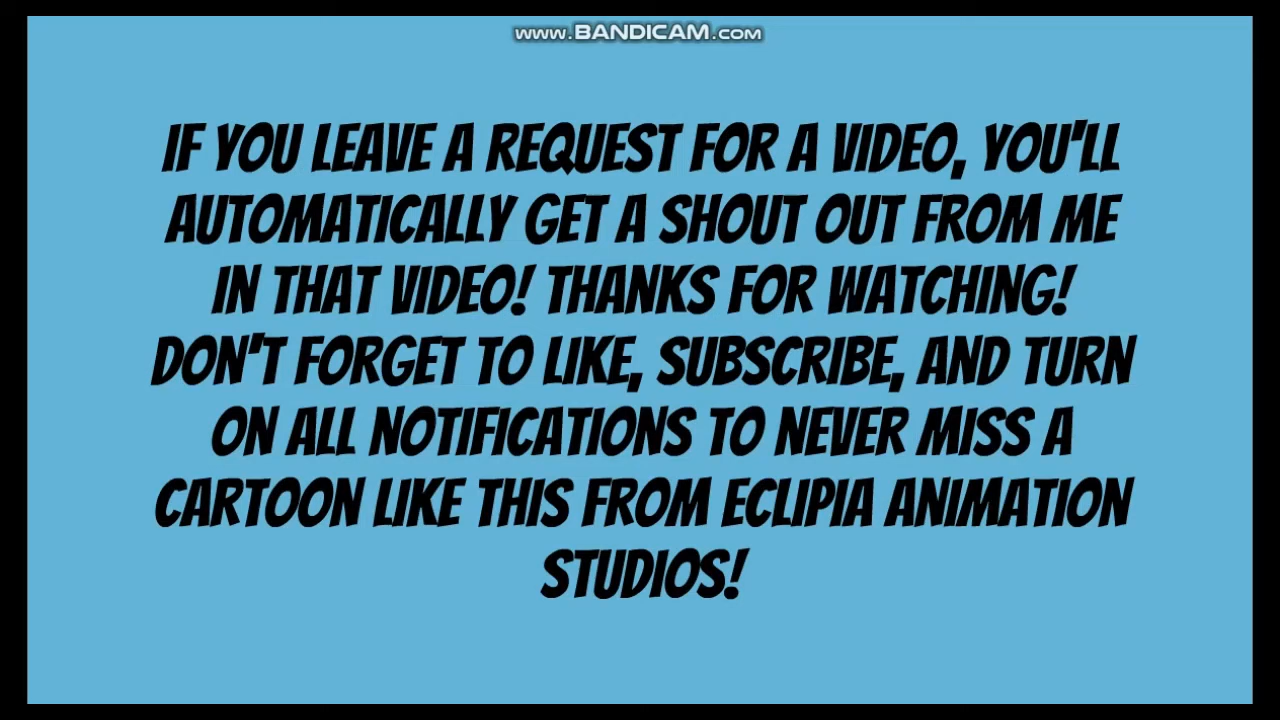 www.BANDICAM.com
IF YOU LEAVE A REQUEST FOR A VIDEO, YOU'LL
AUTOMATICALLY GET A SHOUT OUT FROM ME
IN THAT VIDEO! THANKS FOR WATCHING!
DON'T FORGET TO LIKE, SUBSCRIBE, AND TURN
ON ALL NOTIFICATIONS TO NEVER MISS A
CARTOON LIKE THIS FROM ECLIPIA ANIMATION
STUDIOS!